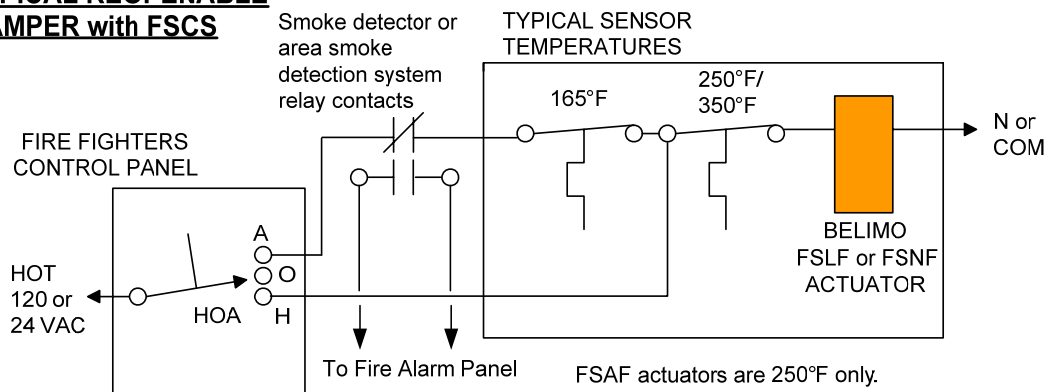 AMPER with FSCS
Smoke detector or
area smoke
detection system
relay contacts
TYPICAL SENSOR
TEMPERATURES
165°F
250°F/
350°F
N or
COM
FIRE FIGHTERS
CONTROL PANEL
A
O
H
HOA
HOT
120 or
24 VAC
BELIMO
FSLF or FSNF
ACTUATOR
To Fire Alarm Panel
FSAF actuators are 250°F only.